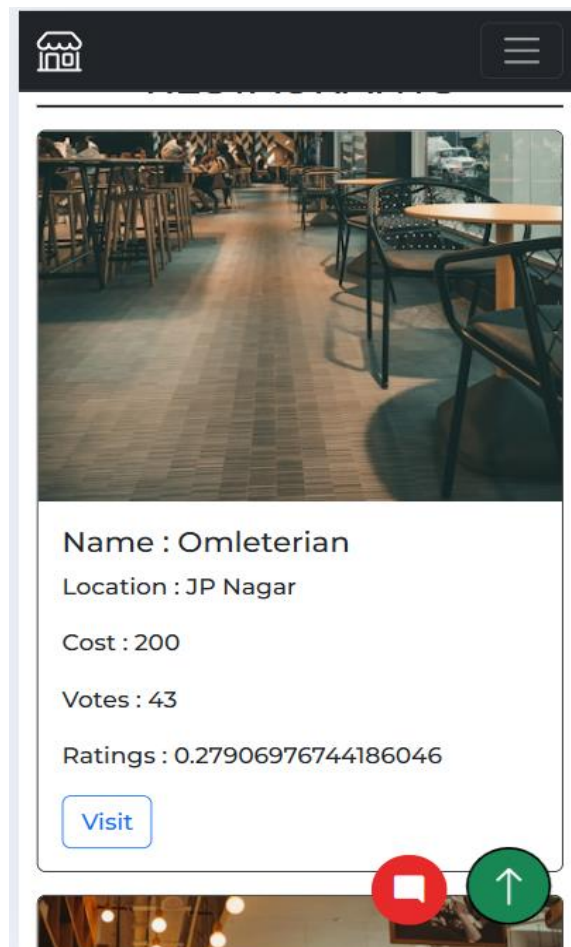 Name : Omleterian
Location : JP Nagar
Cost : 200
Votes : 43
Ratings : 0.27906976744186046
Visit